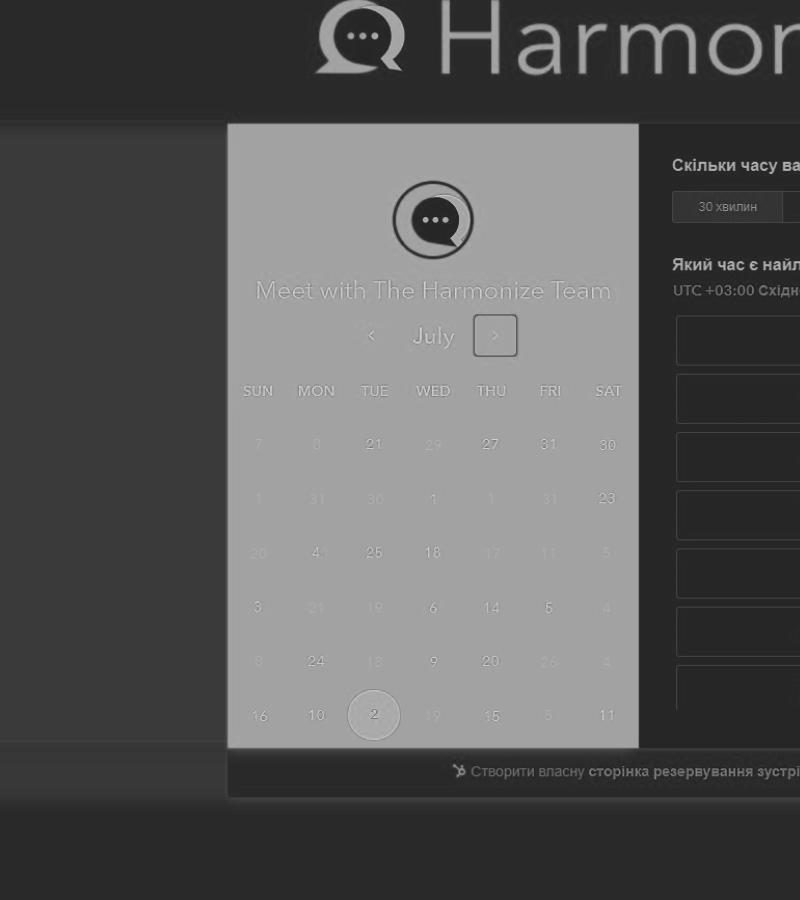 Harmon
Meet with The Harmonize Team
July
SUN MON TUE WED THU FRI SAT
7 8 21 29 27 31 30
1 31 30 1 1 31 23
20 4 25 18 17 11 5
3 21 19 6 14 5 4
8 24 18 9 20 26 4
16 10 2 19 15 5 11
Скільки часу ва
30 хвилин
Який час є найл
UTC +03:00 Східн
Створити власну сторінка резервування зустрі